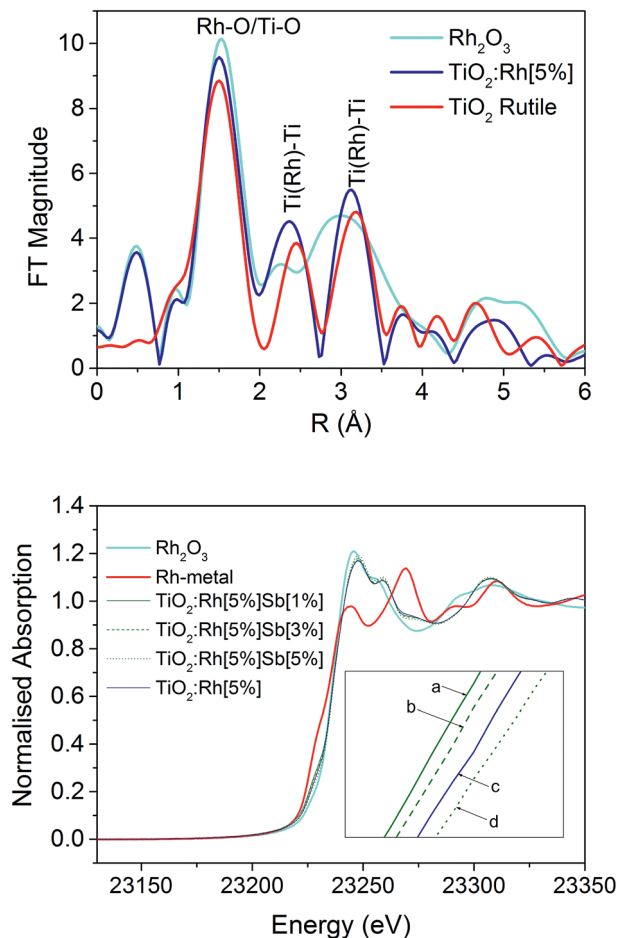 Rh-O/Ti-O
Rh₂O₃
TiO₂:Rh[5%]
TiO₂ Rutile
Ti(Rh)-Ti
Ti(Rh)-Ti
FT Magnitude
10
8
6
4
2
0
0 1 2 3 4 5 6
R (Å)
1.4
1.2
1.0
0.8
0.6
0.4
0.2
0.0
Normalised Absorption
Rh₂O₃
Rh-metal
TiO₂:Rh[5%]Sb[1%]
TiO₂:Rh[5%]Sb[3%]
TiO₂:Rh[5%]Sb[5%]
TiO₂:Rh[5%]
a
b
c
d
23150 23200 23250 23300 23350
Energy (eV)